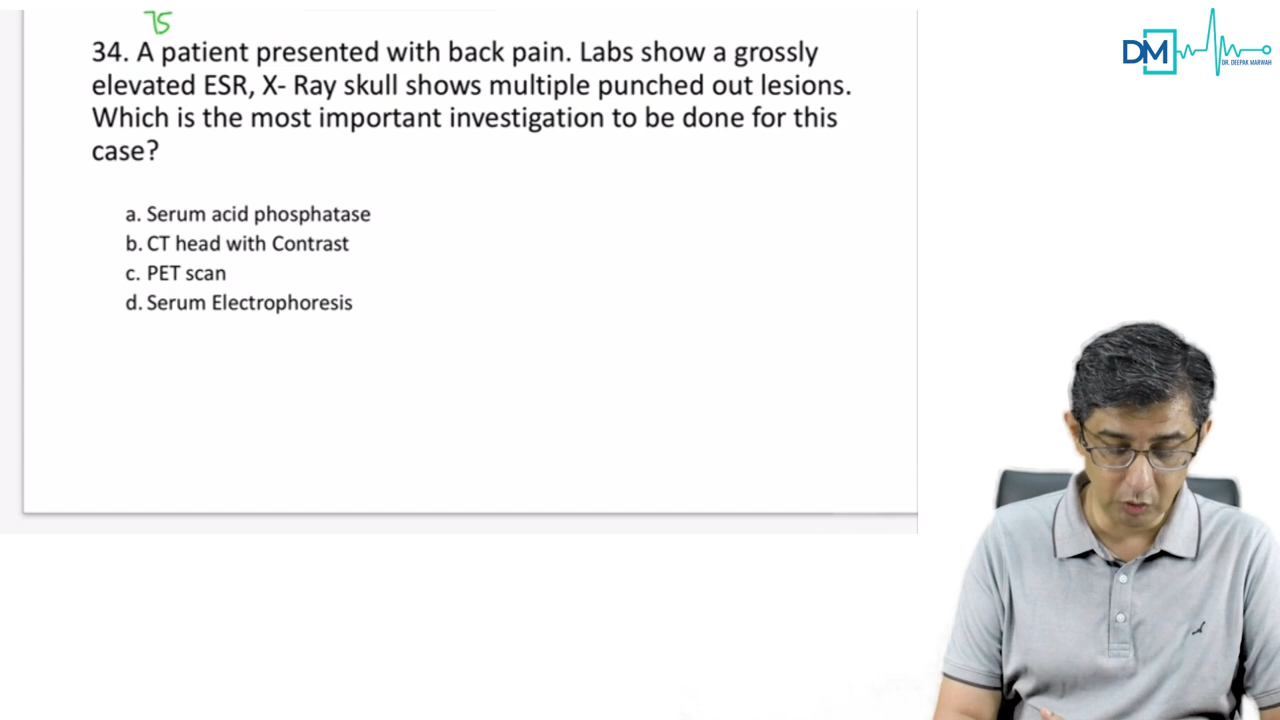 75
DM
DR. DEEPAK MARWAH
34. A patient presented with back pain. Labs show a grossly
elevated ESR, X- Ray skull shows multiple punched out lesions.
Which is the most important investigation to be done for this
case?
a. Serum acid phosphatase
b. CT head with Contrast
c. PET scan
d. Serum Electrophoresis